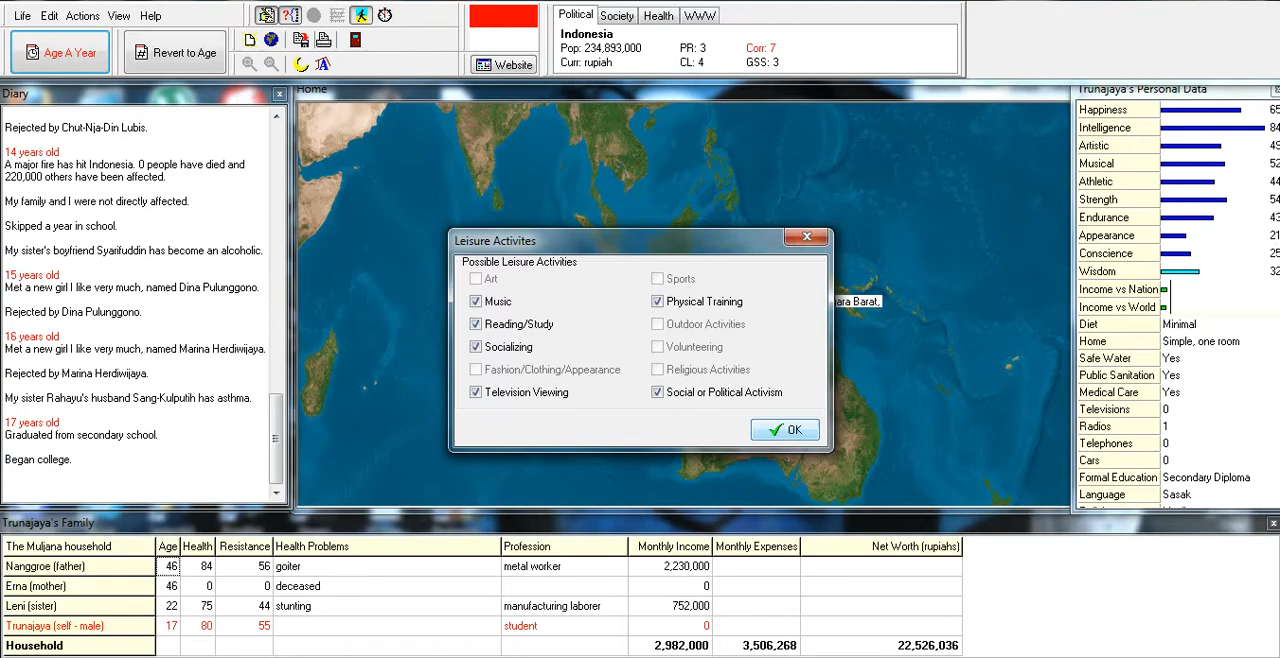 Life Edit Actions View Help
Age A Year
Revert to Age
Website
Political Society Health WWW
Indonesia
Pop: 234,893,000 PR: 3 Corr: 7
Curr: rupiah CL: 4 GSS: 3
Diary
Rejected by Chut-Nja-Din Lubis.
14 years old
A major fire has hit Indonesia. 0 people have died and
220,000 others have been affected.
My family and I were not directly affected.
Skipped a year in school.
My sister's boyfriend Syarifuddin has become an alcoholic.
15 years old
Met a new girl I like very much, named Dina Pulunggono.
Rejected by Dina Pulunggono.
16 years old
Met a new girl I like very much, named Marina Herdiwijaya.
Rejected by Marina Herdiwijaya.
My sister Rahayu's husband Sang-Kulputih has asthma.
17 years old
Graduated from secondary school.
Began college.
Home
ara Barat,
Leisure Activites
Possible Leisure Activities
Art Sports
Music Physical Training
Reading/Study Outdoor Activities
Socializing Volunteering
Fashion/Clothing/Appearance Religious Activities
Television Viewing Social or Political Activism
OK
Trunajaya's Personal Data
Happiness 65
Intelligence 84
Artistic 49
Musical 52
Athletic 44
Strength 54
Endurance 43
Appearance 21
Conscience 25
Wisdom 32
Income vs Nation
Income vs World
Diet Minimal
Home Simple, one room
Safe Water Yes
Public Sanitation Yes
Medical Care Yes
Televisions 0
Radios 1
Telephones 0
Cars 0
Formal Education Secondary Diploma
Language Sasak
Trunajaya's Family
The Muljana household Age Health Resistance Health Problems Profession Monthly Income Monthly Expenses Net Worth (rupiahs)
Nanggroe (father) 46 84 56 goiter metal worker 2,230,000
Erna (mother) 46 0 0 deceased 0
Leni (sister) 22 75 44 stunting manufacturing laborer 752,000
Trunajaya (self - male) 17 80 55 student 0
Household 2,982,000 3,506,268 22,526,036